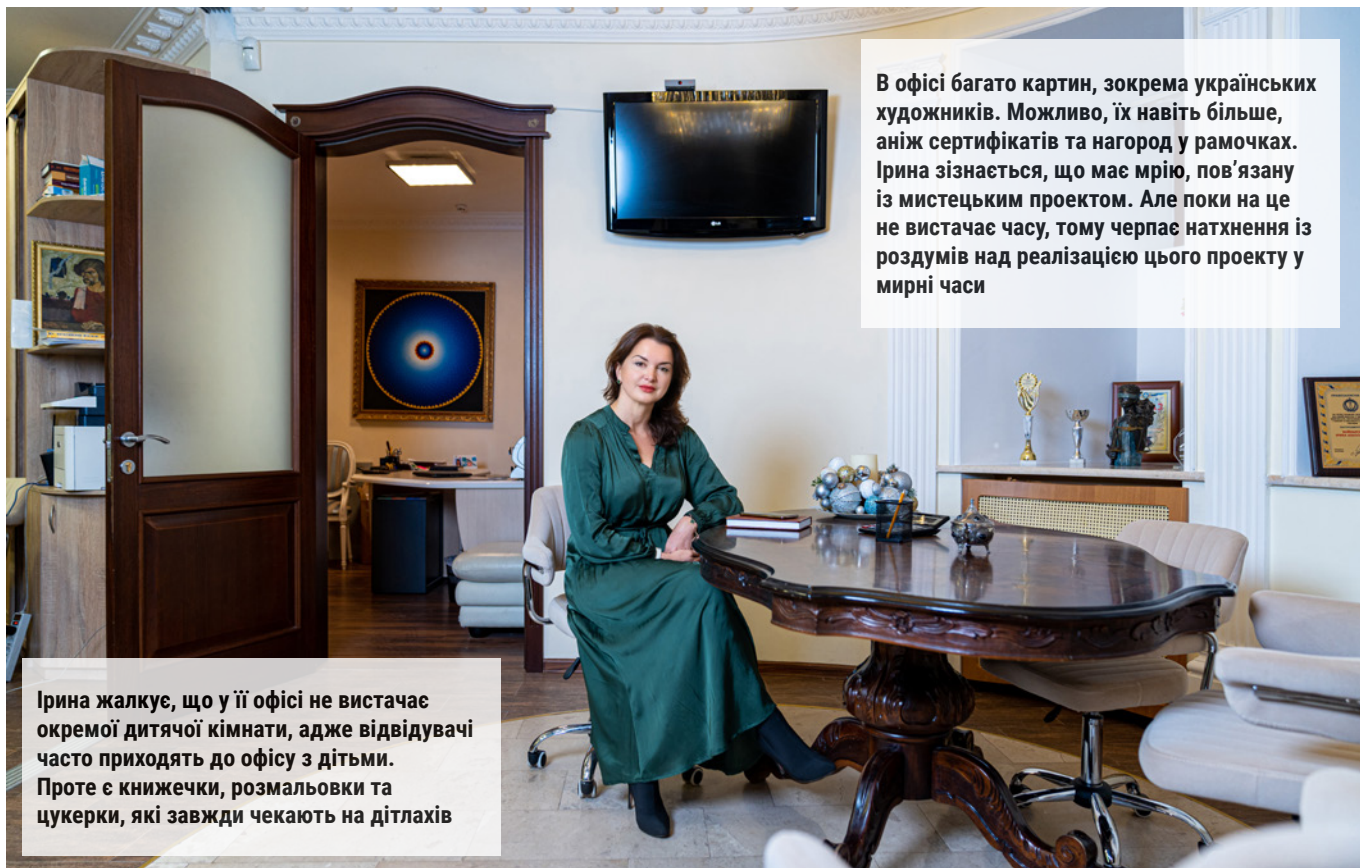 В офісі багато картин, зокрема українських
художників. Можливо, їх навіть більше,
аніж сертифікатів та нагород у рамочках.
Ірина зізнається, що має мрію, пов’язану
із мистецьким проектом. Але поки на це
не вистачає часу, тому черпає натхнення із
роздумів над реалізацією цього проекту у
мирні часи
LG
Ірина жалкує, що у її офісі не вистачає
окремої дитячої кімнати, адже відвідувачі
часто приходять до офісу з дітьми.
Проте є книжечки, розмальовки та
цукерки, які завжди чекають на дітлахів